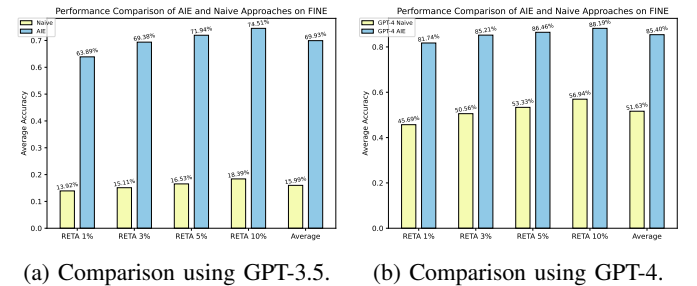 Performance Comparison of AIE and Naive Approaches on FINE
Naive
AIE
Average Accuracy
0.7
0.6
0.5
0.4
0.3
0.2
0.1
0.0
13.92%
63.89%
15.11%
69.38%
16.53%
71.94%
18.39%
74.51%
15.99%
69.93%
RETA 1%
RETA 3%
RETA 5%
RETA 10%
Average
(a) Comparison using GPT-3.5.
Performance Comparison of AIE and Naive Approaches on FINE
GPT-4 Naive
GPT-4 AIE
Average Accuracy
0.8
0.6
0.4
0.2
0.0
45.69%
81.74%
50.56%
85.21%
53.33%
86.46%
56.94%
88.19%
51.63%
85.40%
RETA 1%
RETA 3%
RETA 5%
RETA 10%
Average
(b) Comparison using GPT-4.